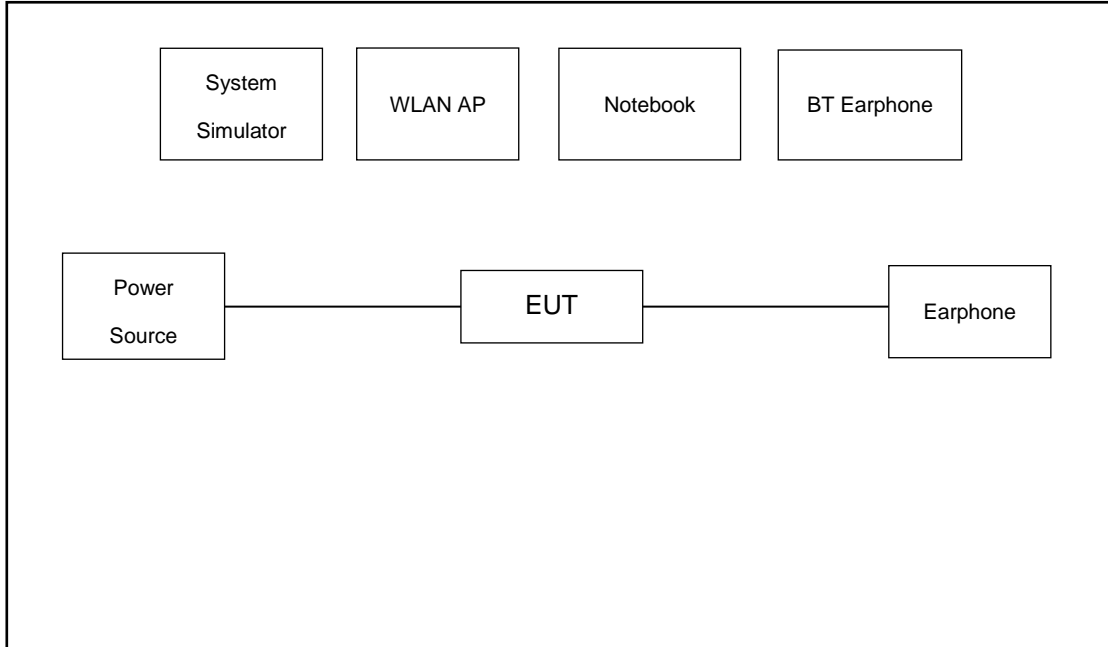 System
Simulator
WLAN AP
Notebook
BT Earphone
Power
Source
EUT
Earphone